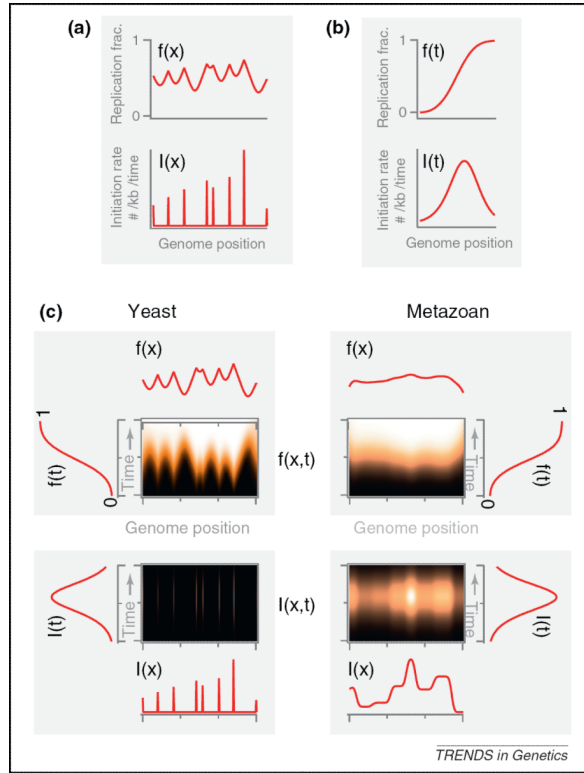 (a)
(b)
Replication frac.
1
0
f(x)
Replication frac.
1
0
f(t)
Initiation rate
# /kb /time
I(x)
Genome position
Initiation rate
# /kb /time
I(t)
Genome position
(c)
Yeast
Metazoan
f(x)
f(x)
1
0
f(t)
Time
f(x,t)
Time
1
0
f(t)
Genome position
Genome position
I(t)
Time
I(x,t)
Time
I(t)
I(x)
I(x)
TRENDS in Genetics